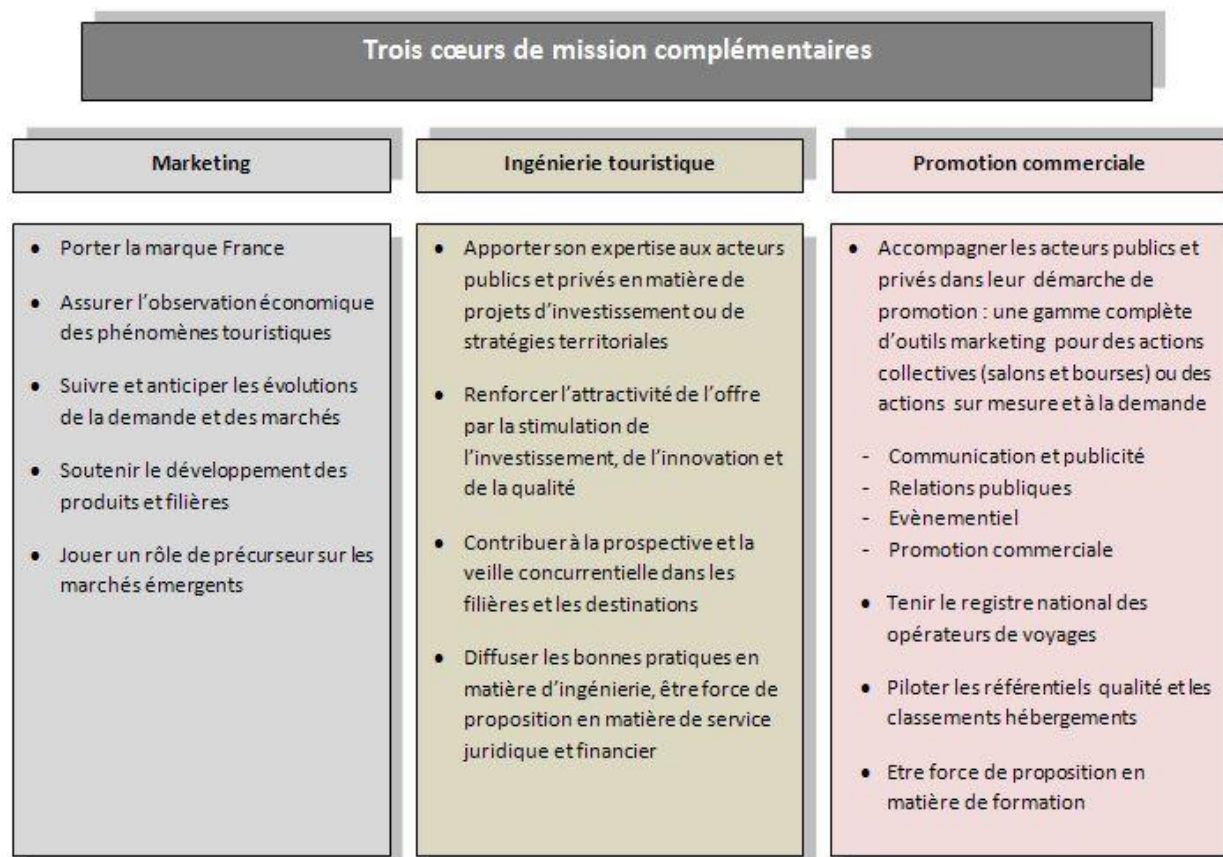 Trois cœurs de mission complémentaires
Marketing
• Porter la marque France
• Assurer l'observation économique
des phénomènes touristiques
• Suivre et anticiper les évolutions
de la demande et des marchés
• Soutenir le développement des
produits et filières
• Jouer un rôle de précurseur sur les
marchés émergents
Ingénierie touristique
• Apporter son expertise aux acteurs
publics et privés en matière de
projets d'investissement ou de
stratégies territoriales
• Renforcer l'attractivité de l'offre
par la stimulation de
l'investissement, de l'innovation et
de la qualité
• Contribuer à la prospective et la
veille concurrentielle dans les
filières et les destinations
• Diffuser les bonnes pratiques en
matière d'ingénierie, être force de
proposition en matière de service
juridique et financier
Promotion commerciale
• Accompagner les acteurs publics et
privés dans leur démarche de
promotion : une gamme complète
d'outils marketing pour des actions
collectives (salons et bourses) ou des
actions sur mesure et à la demande
- Communication et publicité
- Relations publiques
- Evènementiel
- Promotion commerciale
• Tenir le registre national des
opérateurs de voyages
• Piloter les référentiels qualité et les
classements hébergements
• Etre force de proposition en
matière de formation